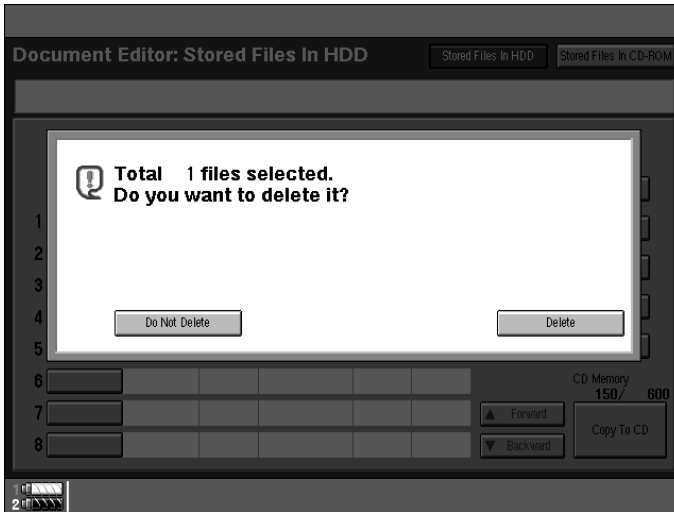 Document Editor: Stored Files In HDD
Stored Files In HDD
Stored Files In CD-ROM
Total 1 files selected.
Do you want to delete it?
Do Not Delete
Delete
1
2
3
4
5
6
7
8
CD Memory
150/ 600
Forward
Backward
Copy To CD
1
2